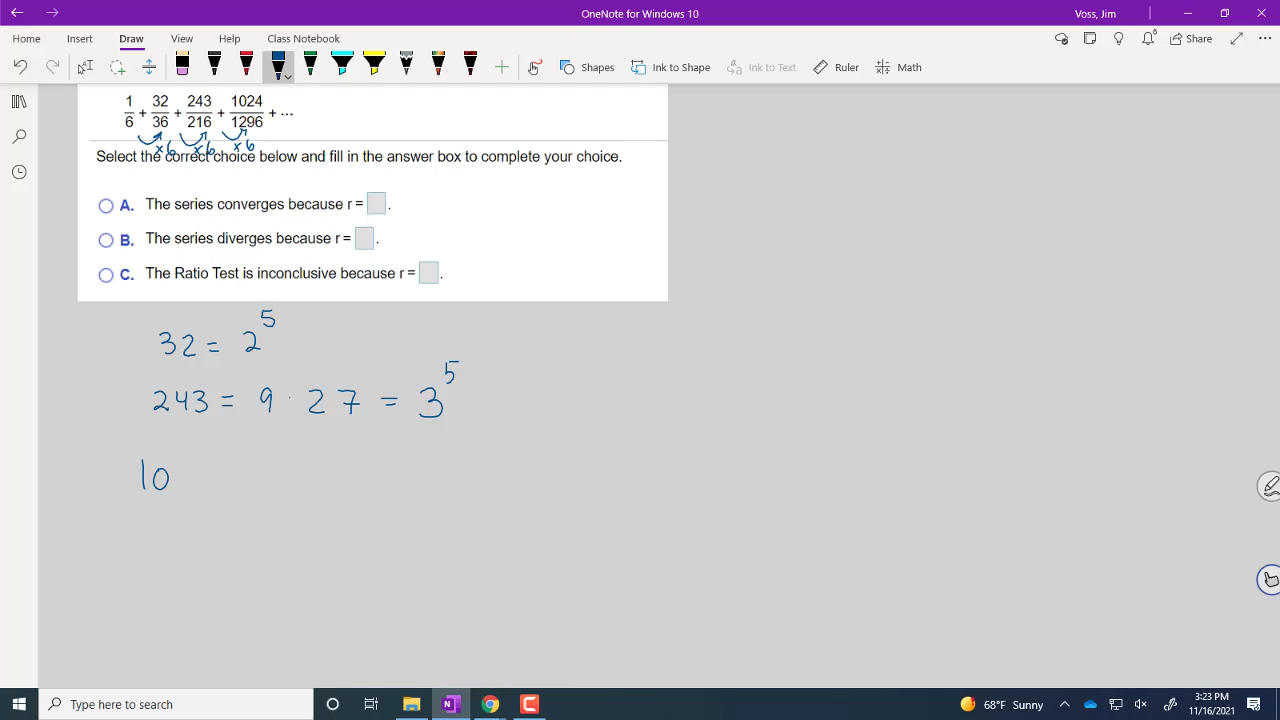 OneNote for Windows 10
Voss, Jim
Home Insert Draw View Help Class Notebook
Share
Shapes Ink to Shape Ink to Text Ruler Math
1/6 + 32/36 + 243/216 + 1024/1296 + ...
×6 ×6 ×6
Select the correct choice below and fill in the answer box to complete your choice.
A. The series converges because r = .
B. The series diverges because r = .
C. The Ratio Test is inconclusive because r = .
32 = 2^5
243 = 9 · 27 = 3^5
10
Type here to search
68°F Sunny
3:23 PM
11/16/2021